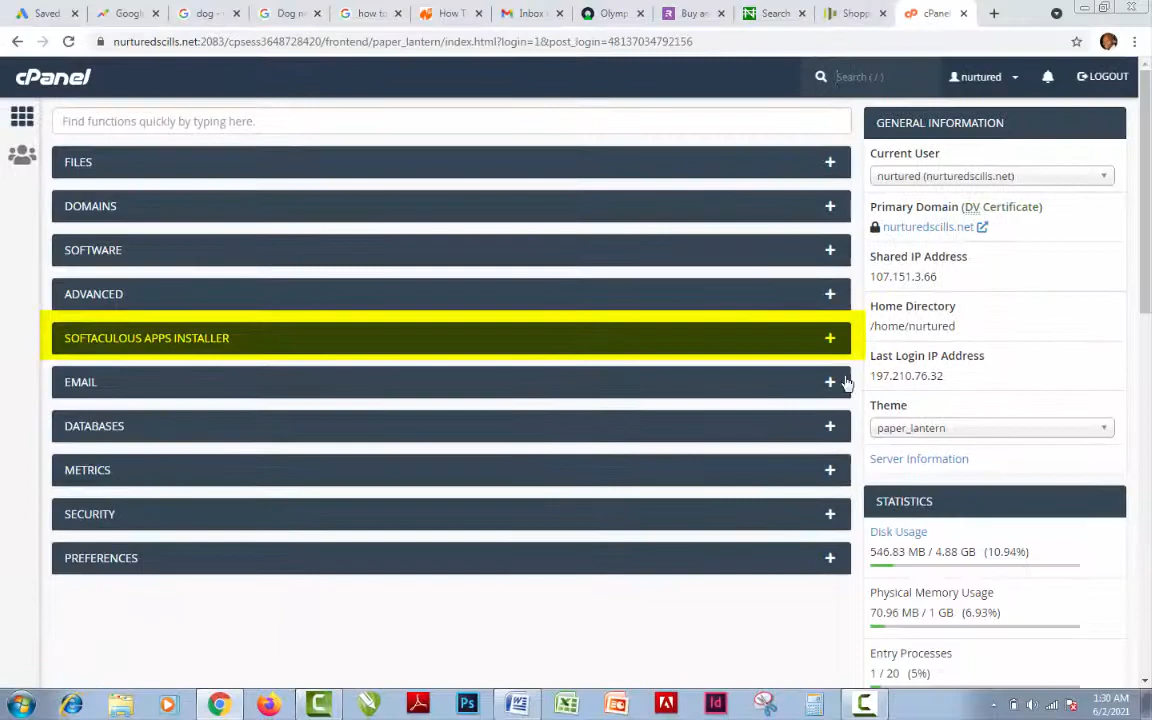 Saved
Googl
dog -
Dog n
how to
How T
Inbox
Olymp
Buy a
Search
Shopp
cPanel
nurturedscills.net:2083/cpsess3648728420/frontend/paper_lantern/index.html?login=1&post_login=48137034792156
cPanel
Search ( / )
nurtured
LOGOUT
Find functions quickly by typing here.
FILES
DOMAINS
SOFTWARE
ADVANCED
SOFTACULOUS APPS INSTALLER
EMAIL
DATABASES
METRICS
SECURITY
PREFERENCES
GENERAL INFORMATION
Current User
nurtured (nurturedscills.net)
Primary Domain (DV Certificate)
nurturedscills.net
Shared IP Address
107.151.3.66
Home Directory
/home/nurtured
Last Login IP Address
197.210.76.32
Theme
paper_lantern
Server Information
STATISTICS
Disk Usage
546.83 MB / 4.88 GB (10.94%)
Physical Memory Usage
70.96 MB / 1 GB (6.93%)
Entry Processes
1 / 20 (5%)
Ps
Id
1:30 AM
6/2/2021